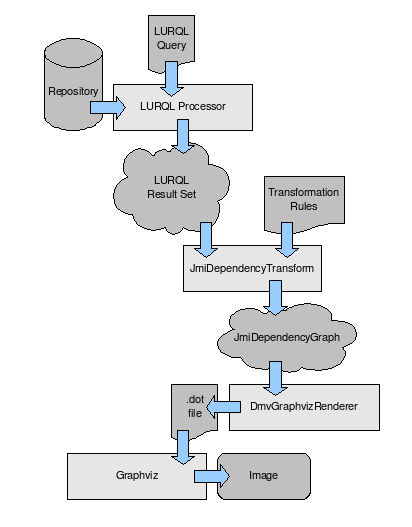 LURQL
Query
Repository
LURQL Processor
LURQL
Result Set
Transformation
Rules
JmiDependencyTransform
JmiDependencyGraph
.dot
file
DmvGraphvizRenderer
Graphviz
Image